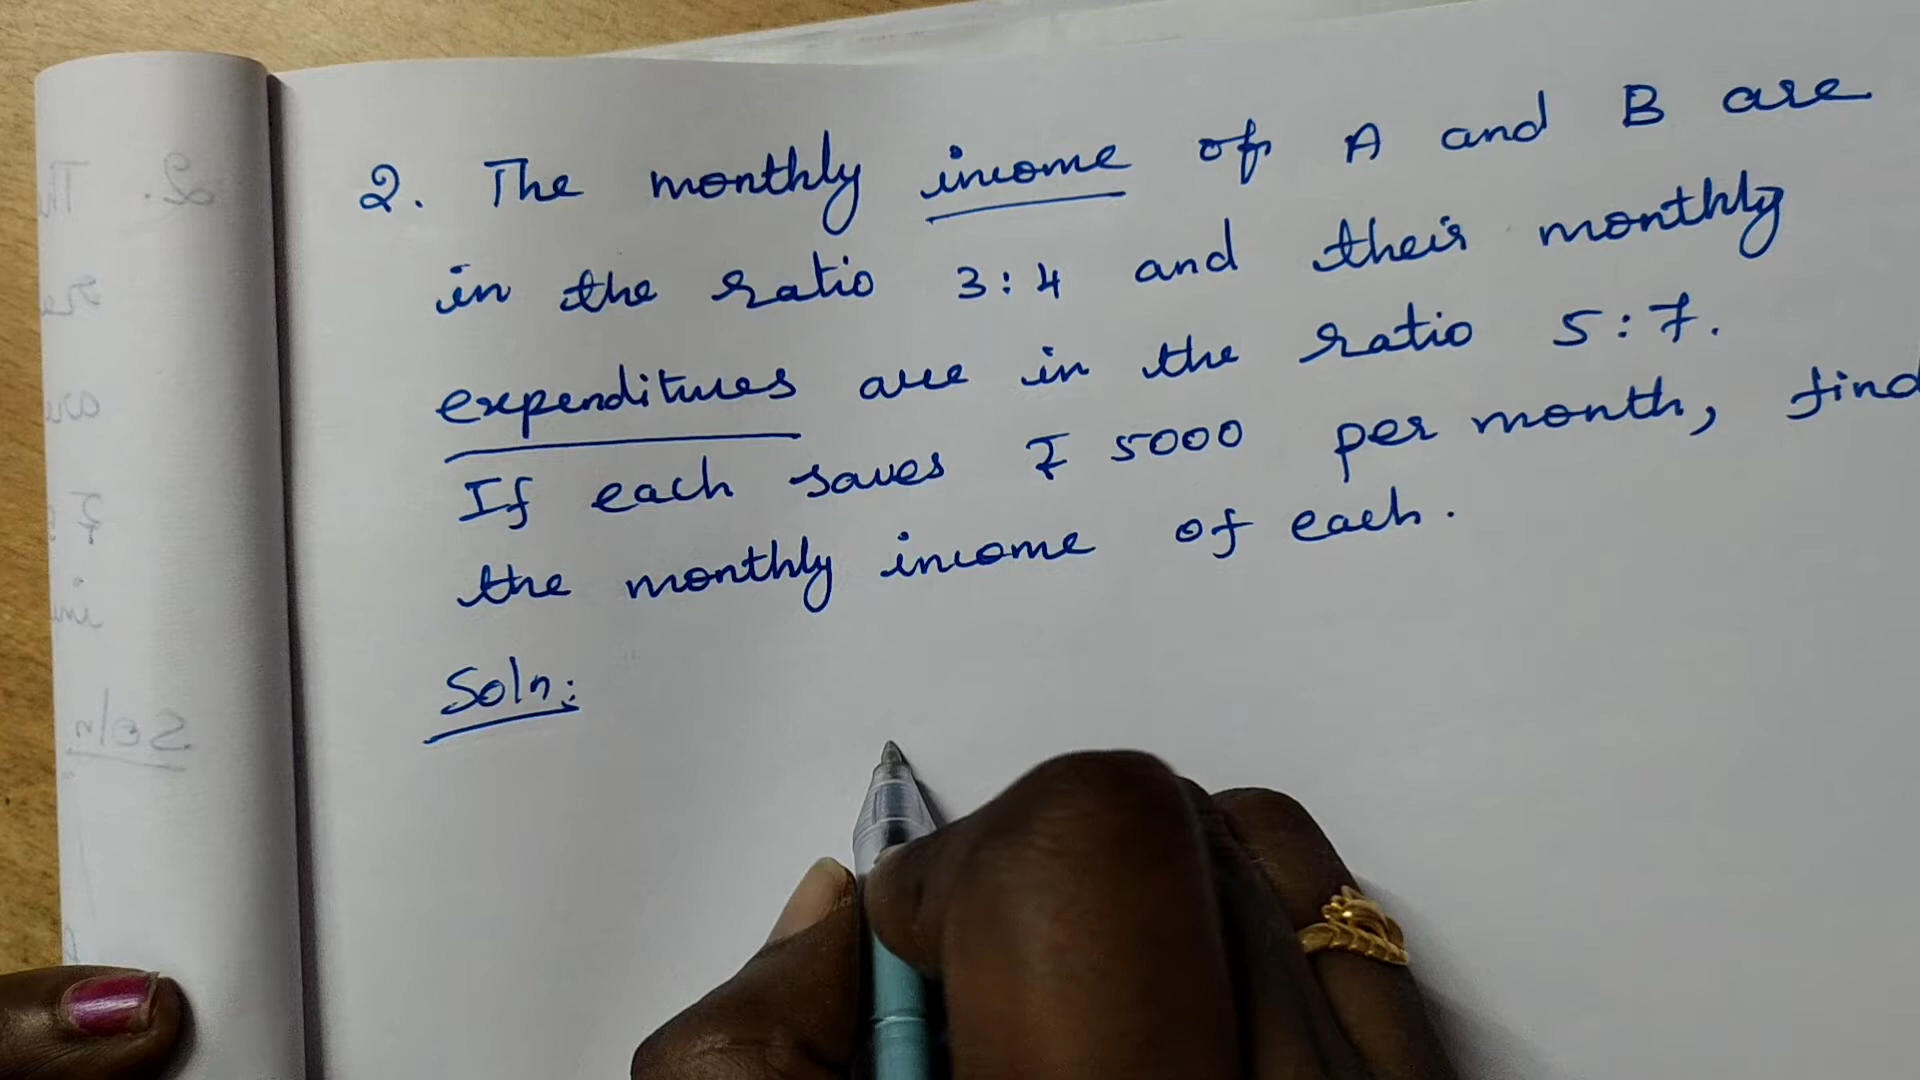 2. The monthly income of A and B are
in the ratio 3:4 and their monthly
expenditures are in the ratio 5:7.
If each saves ₹ 5000 per month, find
the monthly income of each.
Soln: